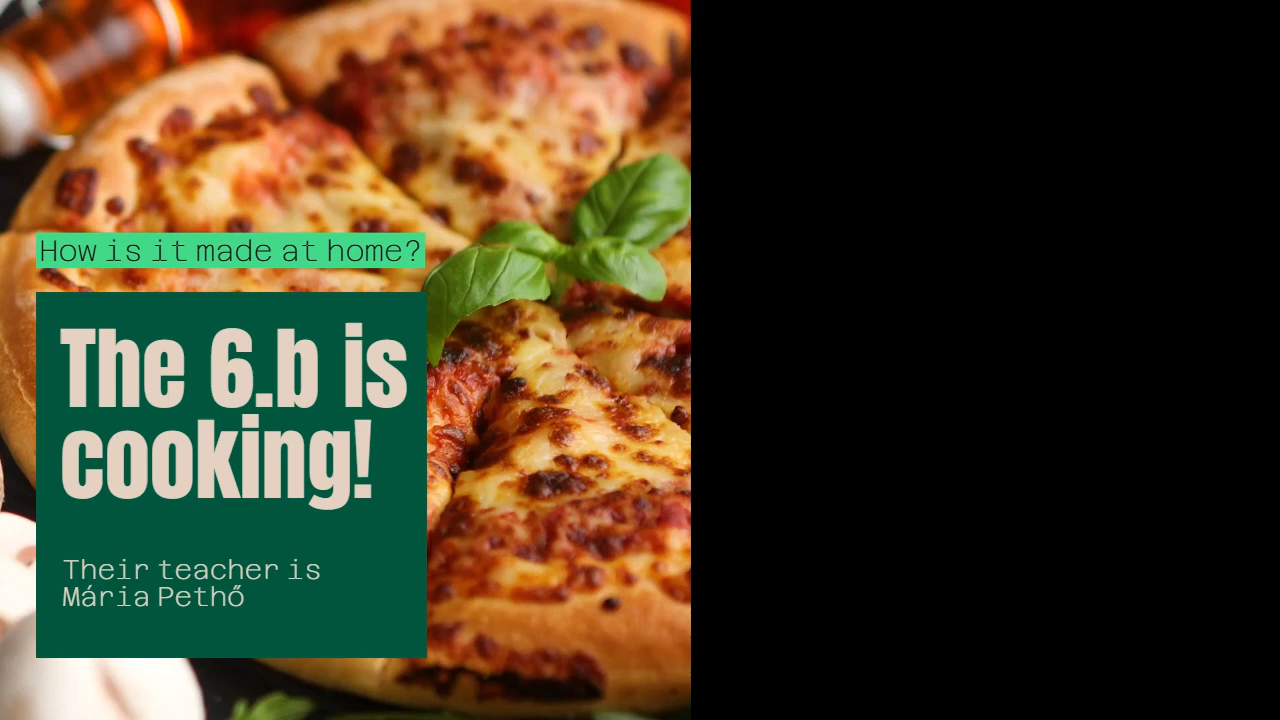 How is it made at home?
The 6.b is
cooking!
Their teacher is
Mária Pethő